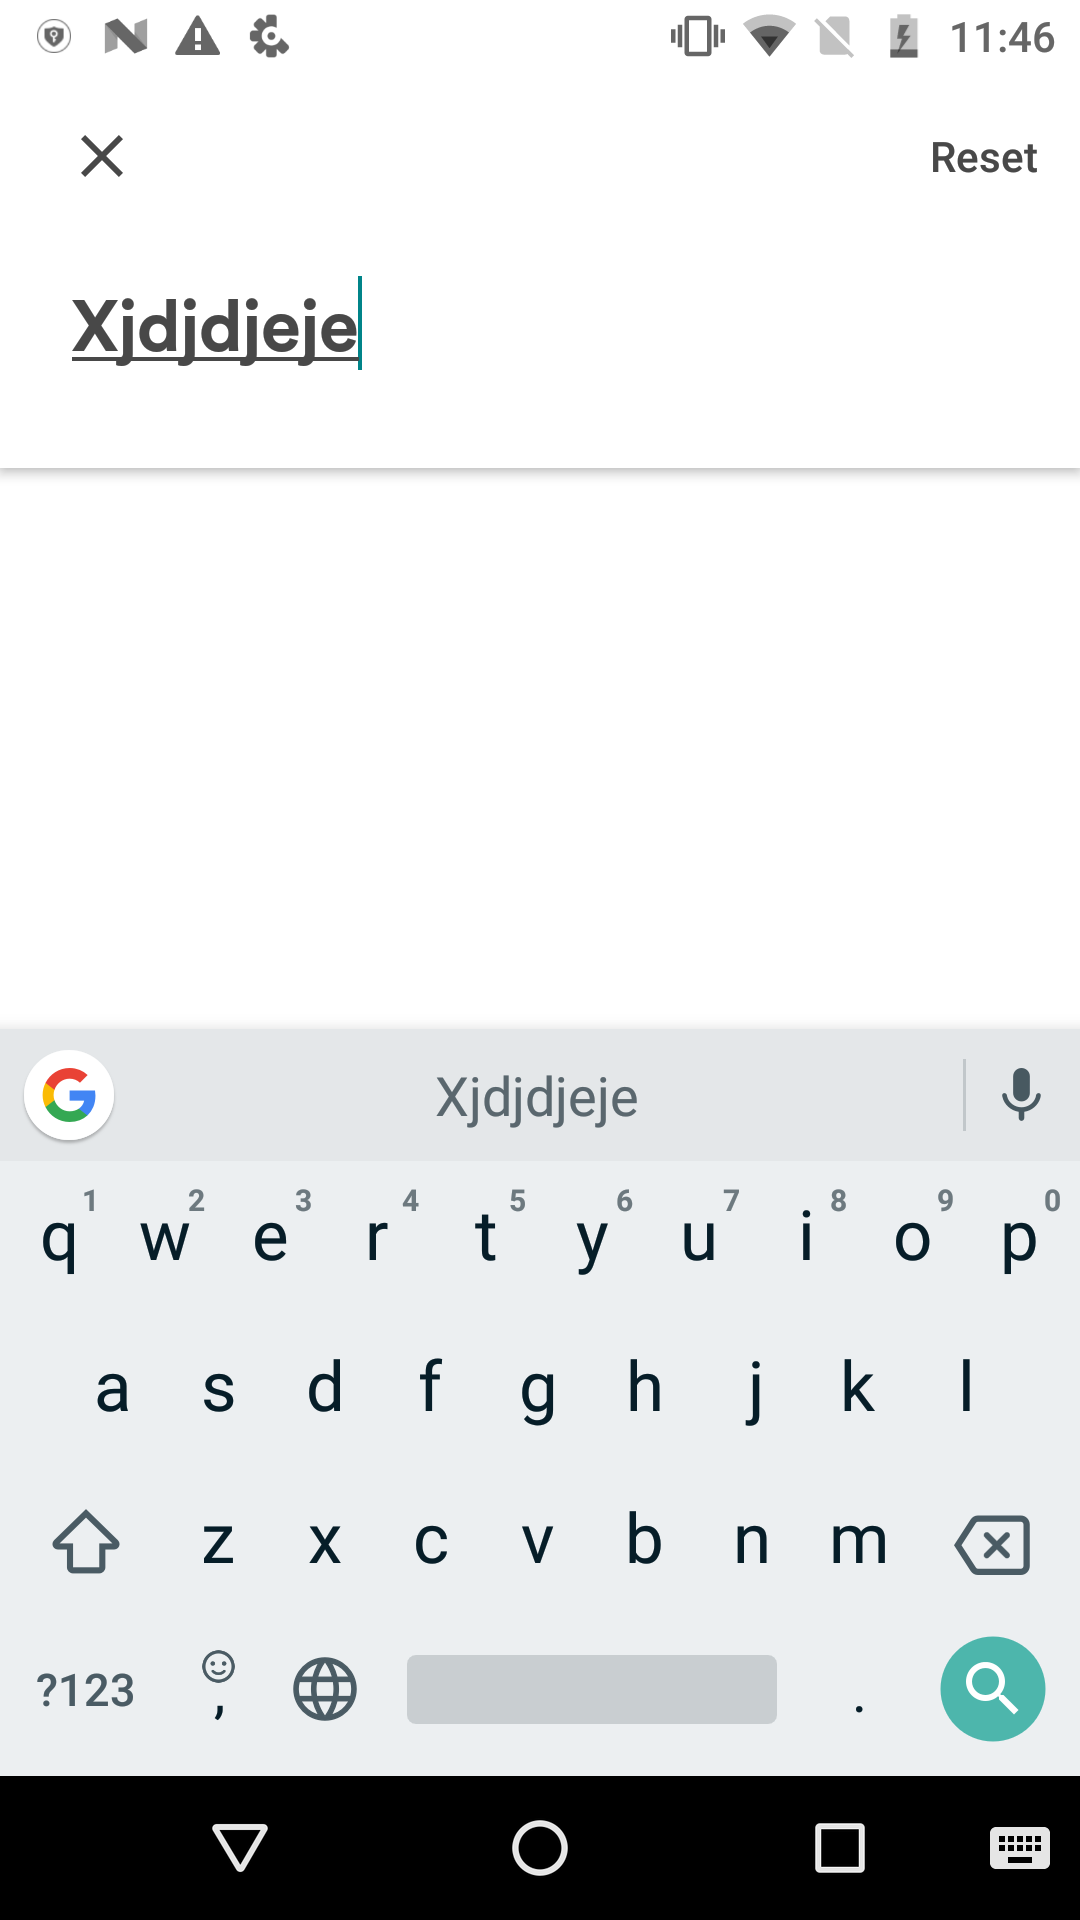 11:46
Reset
Xjdjdjeje
Xjdjdjeje
1 2 3 4 5 6 7 8 9 0
q w e r t y u i o p
a s d f g h j k l
z x c v b n m
?123 , .